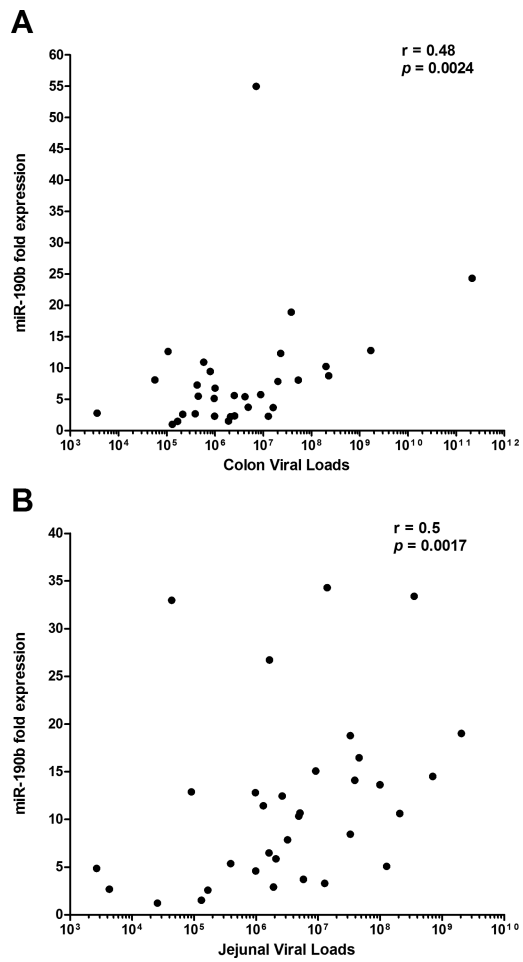 A
r = 0.48
p = 0.0024
60
55
50
45
40
35
30
25
20
15
10
5
0
miR-190b fold expression
10³ 10⁴ 10⁵ 10⁶ 10⁷ 10⁸ 10⁹ 10¹⁰ 10¹¹ 10¹²
Colon Viral Loads
B
r = 0.5
p = 0.0017
40
35
30
25
20
15
10
5
0
miR-190b fold expression
10³ 10⁴ 10⁵ 10⁶ 10⁷ 10⁸ 10⁹ 10¹⁰
Jejunal Viral Loads